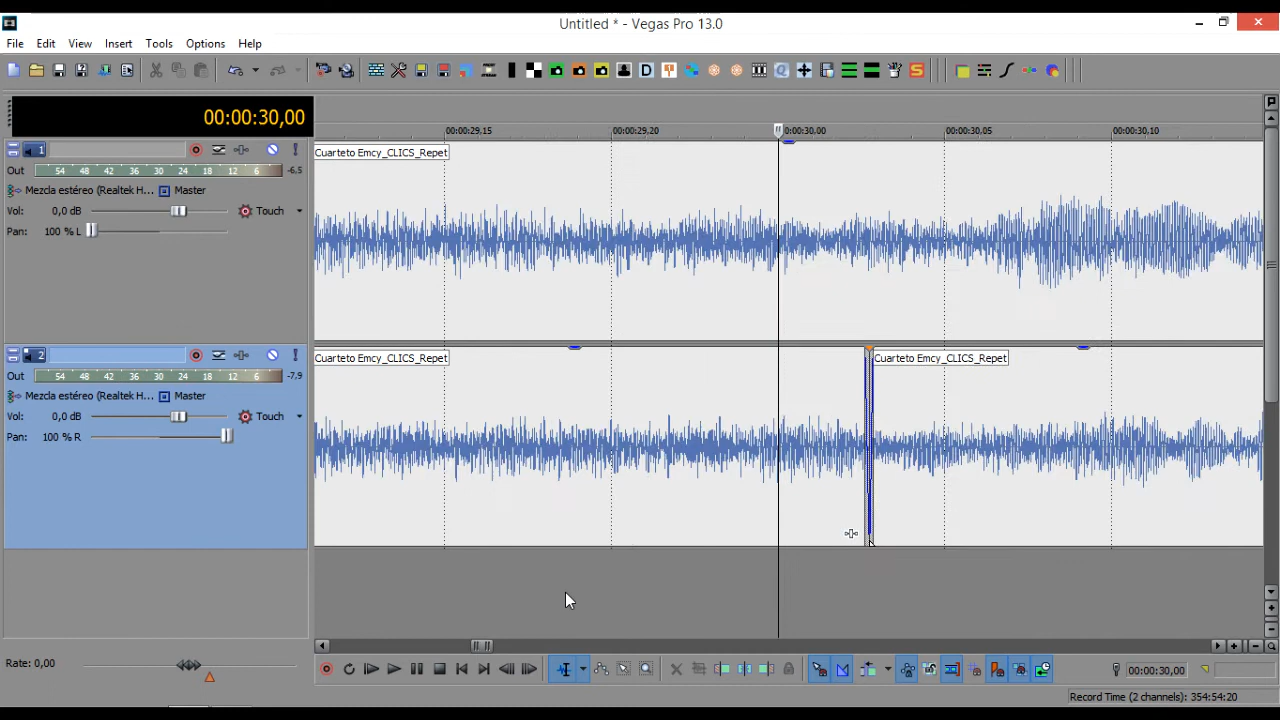 Untitled * - Vegas Pro 13.0
File Edit View Tools Insert Tools Options Help
00:00:30,00
00:00:29,15 00:00:29,20 00:00:30,00 00:00:30,05 00:00:30,10
1
Cuarteto Emcy_CLICS_Repet
Out 54 48 42 36 30 24 18 12 6 -6,5
Mezcla estéreo (Realtek H... Master
Vol: 0,0 dB Touch
Pan: 100 % L
2
Cuarteto Emcy_CLICS_Repet Cuarteto Emcy_CLICS_Repet
Out 54 48 42 36 30 24 18 12 6 -7,9
Mezcla estéreo (Realtek H... Master
Vol: 0,0 dB Touch
Pan: 100 % R
Rate: 0,00
00:00:30,00
Record Time (2 channels): 354:54:20